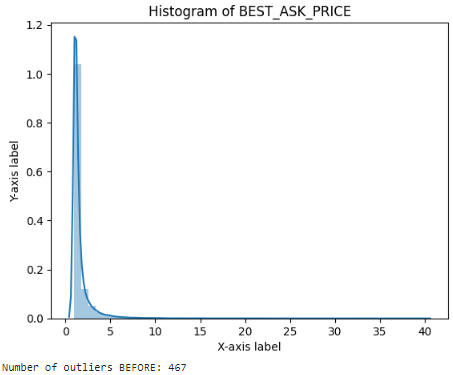 Histogram of BEST_ASK_PRICE
1.2
1.0
0.8
0.6
0.4
0.2
0.0
Y-axis label
0 5 10 15 20 25 30 35 40
X-axis label
Number of outliers BEFORE: 467